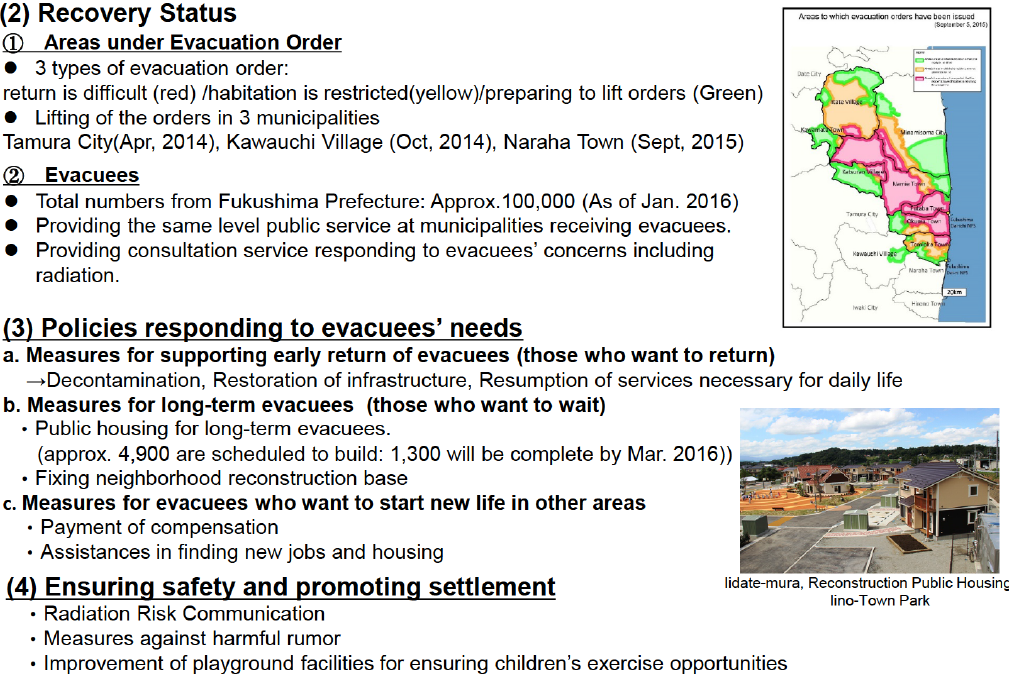 (2) Recovery Status
① Areas under Evacuation Order
● 3 types of evacuation order:
return is difficult (red) /habitation is restricted(yellow)/preparing to lift orders (Green)
● Lifting of the orders in 3 municipalities
Tamura City(Apr, 2014), Kawauchi Village (Oct, 2014), Naraha Town (Sept, 2015)
② Evacuees
● Total numbers from Fukushima Prefecture: Approx.100,000 (As of Jan. 2016)
● Providing the same level public service at municipalities receiving evacuees.
● Providing consultation service responding to evacuees’ concerns including
radiation.
Areas to which evacuation orders have been issued
(September 5, 2015)
Date City
Iitate Village
Kawamata Town
Minamisoma City
Katsurao Village
Namie Town
Futaba Town
Tamura City
Okuma Town
Fukushima
Tomioka Town
Kawauchi Village
Naraha Town
Fukushima
20km
Hirono Town
Iwaki City
(3) Policies responding to evacuees’ needs
a. Measures for supporting early return of evacuees (those who want to return)
→Decontamination, Restoration of infrastructure, Resumption of services necessary for daily life
b. Measures for long-term evacuees (those who want to wait)
・Public housing for long-term evacuees.
(approx. 4,900 are scheduled to build: 1,300 will be complete by Mar. 2016))
・Fixing neighborhood reconstruction base
c. Measures for evacuees who want to start new life in other areas
・Payment of compensation
・Assistances in finding new jobs and housing
Iidate-mura, Reconstruction Public Housing
Iino-Town Park
(4) Ensuring safety and promoting settlement
・Radiation Risk Communication
・Measures against harmful rumor
・Improvement of playground facilities for ensuring children’s exercise opportunities